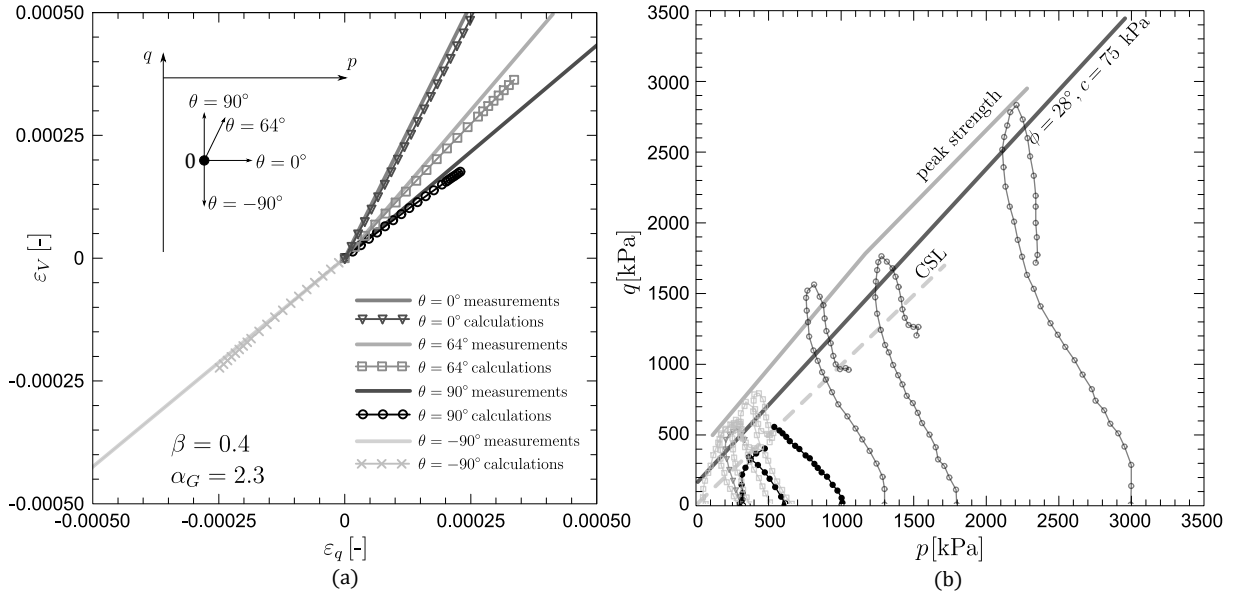 0.00050
0.00025
0
-0.00025
-0.00050
ε_V [-]
-0.00050
-0.00025
0
0.00025
0.00050
ε_q [-]
(a)
q
p
θ = 90°
θ = 64°
0
θ = 0°
θ = −90°
θ = 0° measurements
θ = 0° calculations
θ = 64° measurements
θ = 64° calculations
θ = 90° measurements
θ = 90° calculations
θ = −90° measurements
θ = −90° calculations
β = 0.4
α_G = 2.3
3500
3000
2500
2000
1500
1000
500
0
q [kPa]
0
500
1000
1500
2000
2500
3000
3500
p [kPa]
(b)
peak strength
ϕ = 28°, c = 75 kPa
CSL